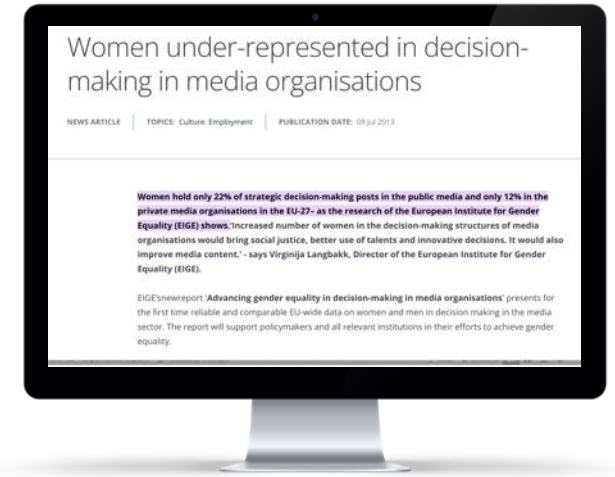 Women under-represented in decision-
making in media organisations
NEWS ARTICLE TOPICS: Culture, Employment PUBLICATION DATE: 08 Jul 2013
Women hold only 22% of strategic decision-making posts in the public media and only 12% in the
private media organisations in the EU-27– as the research of the European Institute for Gender
Equality (EIGE) shows.'Increased number of women in the decision-making structures of media
organisations would bring social justice, better use of talents and innovative decisions. It would also
improve media content.' - says Virginija Langbakk, Director of the European Institute for Gender
Equality (EIGE).
EIGE'snewreport 'Advancing gender equality in decision-making in media organisations' presents for
the first time reliable and comparable EU-wide data on women and men in decision making in the media
sector. The report will support policymakers and all relevant institutions in their efforts to achieve gender
equality.